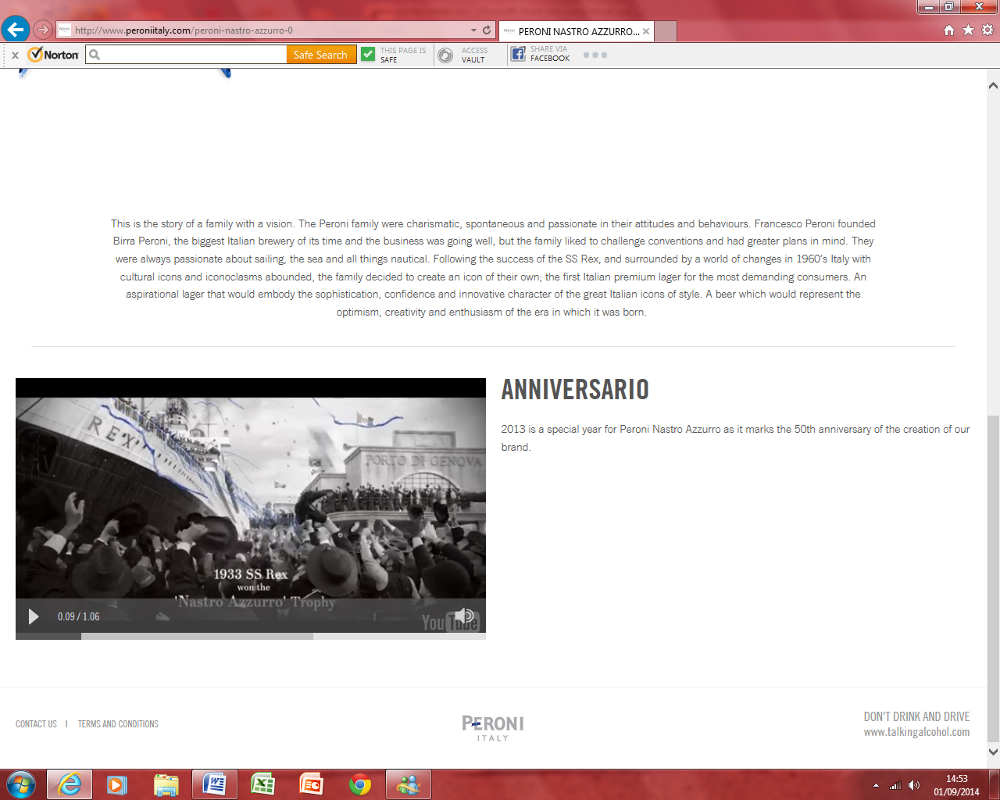 http://www.peroniitaly.com/peroni-nastro-azzurro-0
PERONI NASTRO AZZURRO...
x Norton
Safe Search
THIS PAGE IS
SAFE
ACCESS
VAULT
SHARE VIA
FACEBOOK
This is the story of a family with a vision. The Peroni family were charismatic, spontaneous and passionate in their attitudes and behaviours. Francesco Peroni founded
Birra Peroni, the biggest Italian brewery of its time and the business was going well, but the family liked to challenge conventions and had greater plans in mind. They
were always passionate about sailing, the sea and all things nautical. Following the success of the SS Rex, and surrounded by a world of changes in 1960's Italy with
cultural icons and iconoclasms abounded, the family decided to create an icon of their own; the first Italian premium lager for the most demanding consumers. An
aspirational lager that would embody the sophistication, confidence and innovative character of the great Italian icons of style. A beer which would represent the
optimism, creativity and enthusiasm of the era in which it was born.
REX
PORTO DI GENOVA
1933 SS Rex
won the
'Nastro Azzurro' Trophy
0.09 / 1.06
YouTube
ANNIVERSARIO
2013 is a special year for Peroni Nastro Azzurro as it marks the 50th anniversary of the creation of our
brand.
CONTACT US | TERMS AND CONDITIONS
PERONI
ITALY
DON'T DRINK AND DRIVE
www.talkingalcohol.com
14:53
01/09/2014